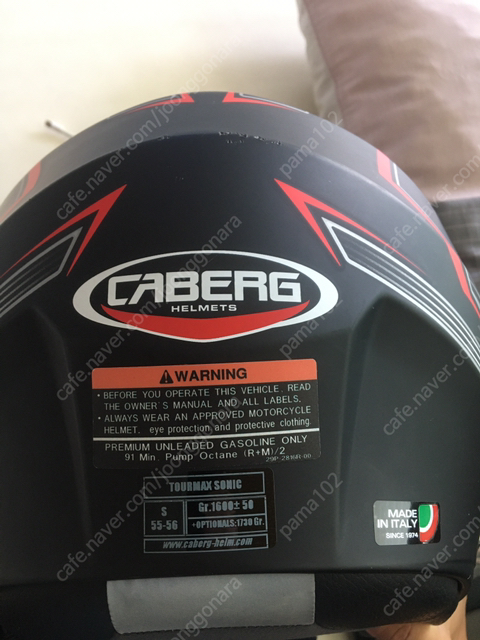 CABERG
HELMETS
WARNING
• BEFORE YOU OPERATE THIS VEHICLE, READ
THE OWNER'S MANUAL AND ALL LABELS.
• ALWAYS WEAR AN APPROVED MOTORCYCLE
HELMET, eye protection and protective clothing.
PREMIUM UNLEADED GASOLINE ONLY
91 Min. Pump Octane (R+M)/2
TOURMAX SONIC
S
55-56
Gr.1600± 50
+OPTIONALS:1730 Gr.
www.caberg-helm.com
MADE
IN ITALY
SINCE 1974
cafe.naver.com/joonggonara
pama102